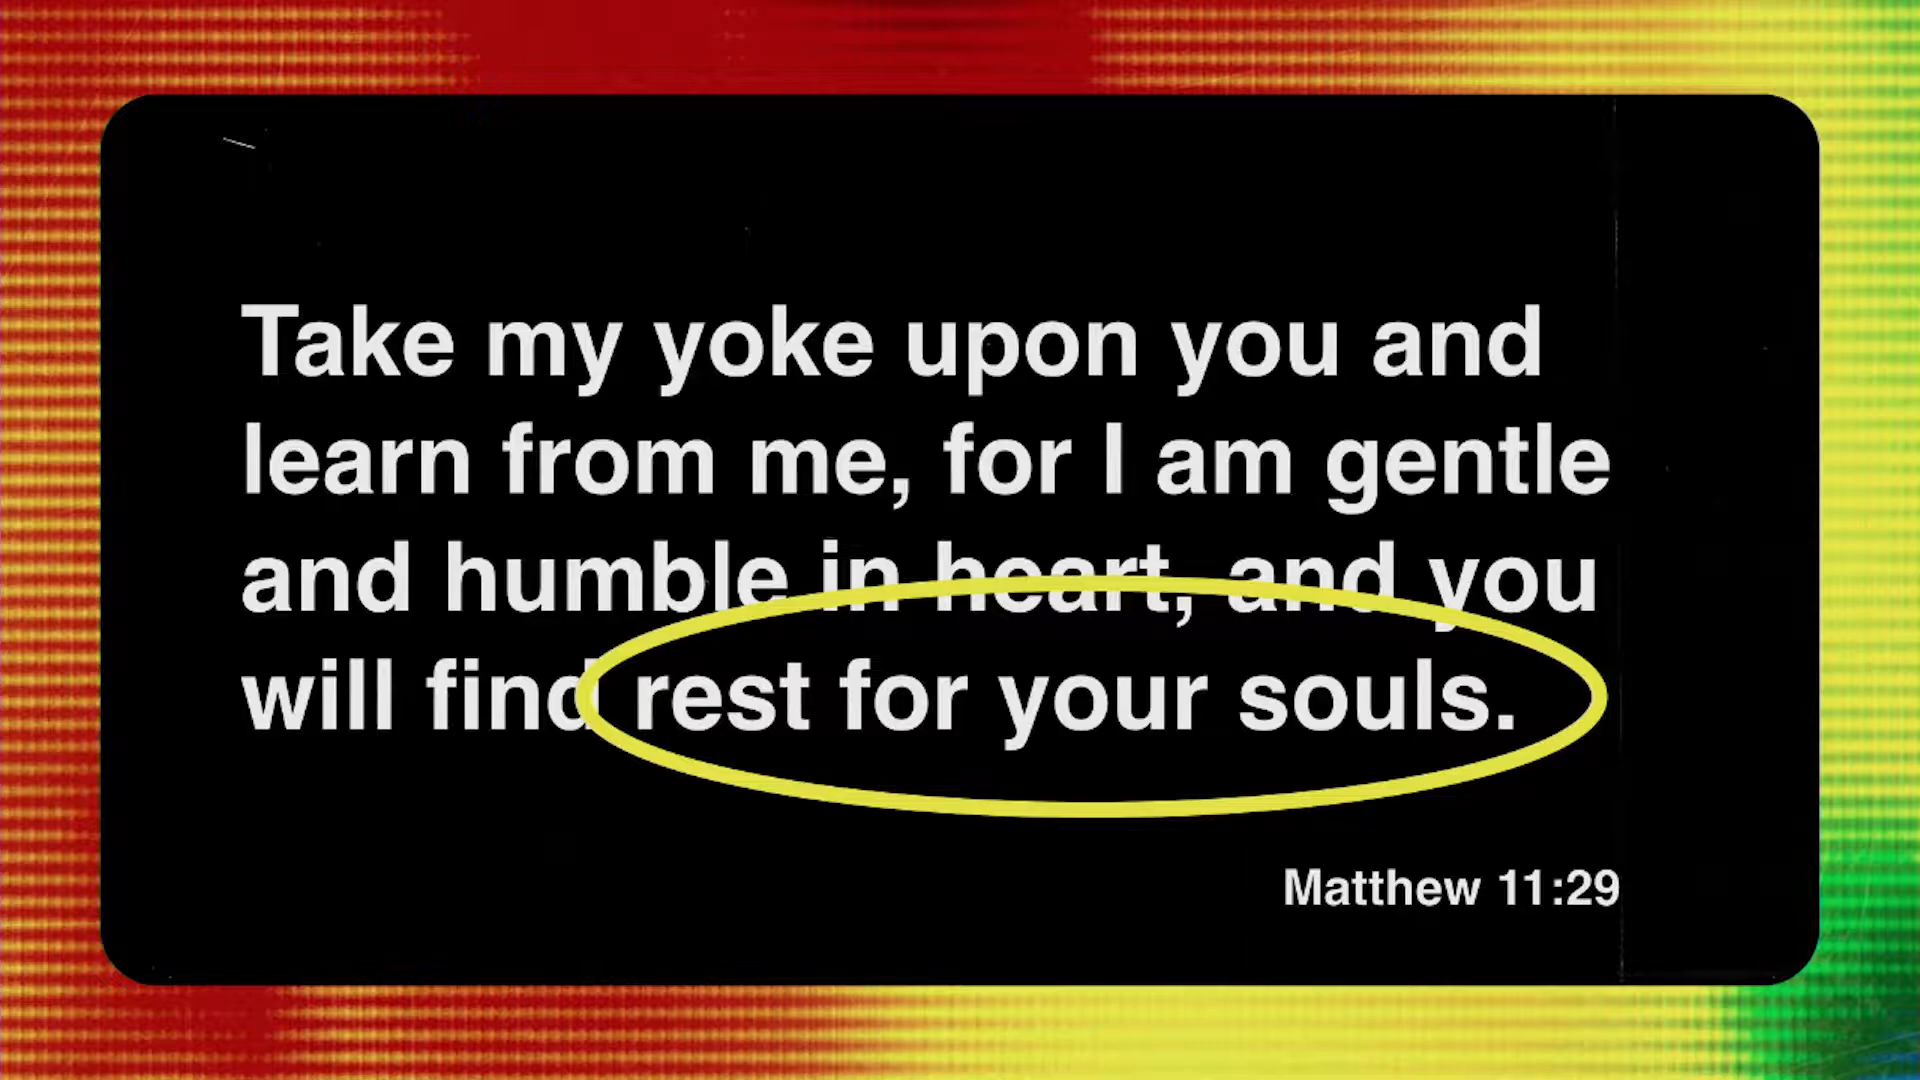 Take my yoke upon you and
learn from me, for I am gentle
and humble in heart, and you
will find rest for your souls.
Matthew 11:29